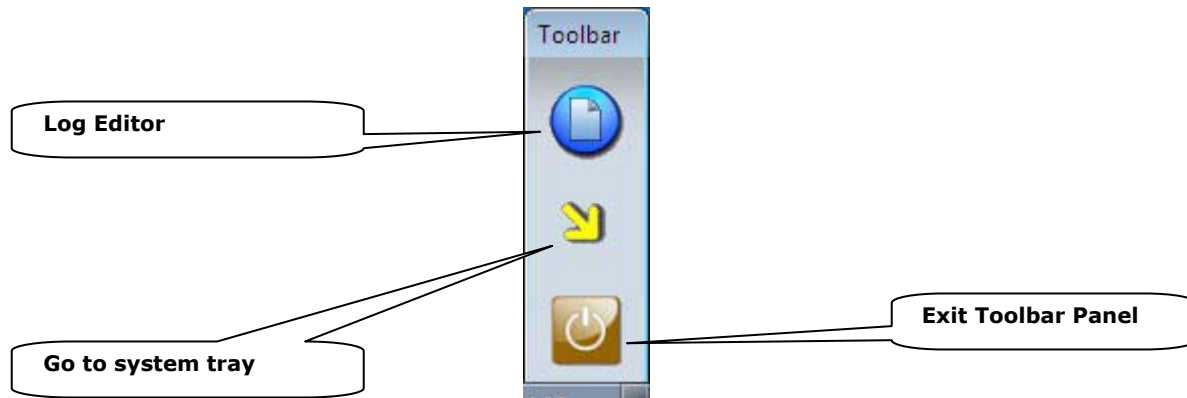 Toolbar
Log Editor
Go to system tray
Exit Toolbar Panel